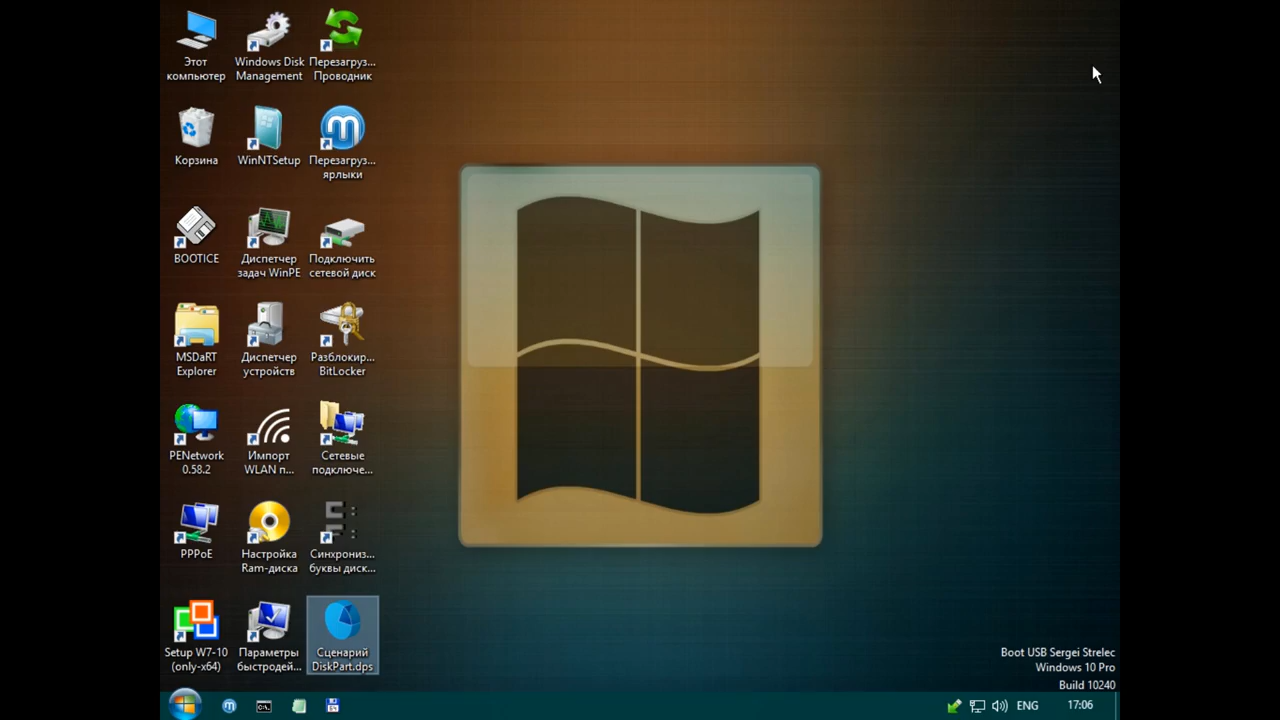 Этот
компьютер
Windows Disk
Management
Перезагруз...
Проводник
Корзина
WinNTSetup
Перезагруз...
ярлыки
BOOTICE
Диспетчер
задач WinPE
Подключить
сетевой диск
MSDaRT
Explorer
Диспетчер
устройств
Разблокир...
BitLocker
PENetwork
0.58.2
Импорт
WLAN п...
Сетевые
подключе...
PPPoE
Настройка
Ram-диска
Синхрониз...
буквы диск...
Setup W7-10
(only-x64)
Параметры
быстродей...
Сценарий
DiskPart.dps
Boot USB Sergei Strelec
Windows 10 Pro
Build 10240
ENG
17:06